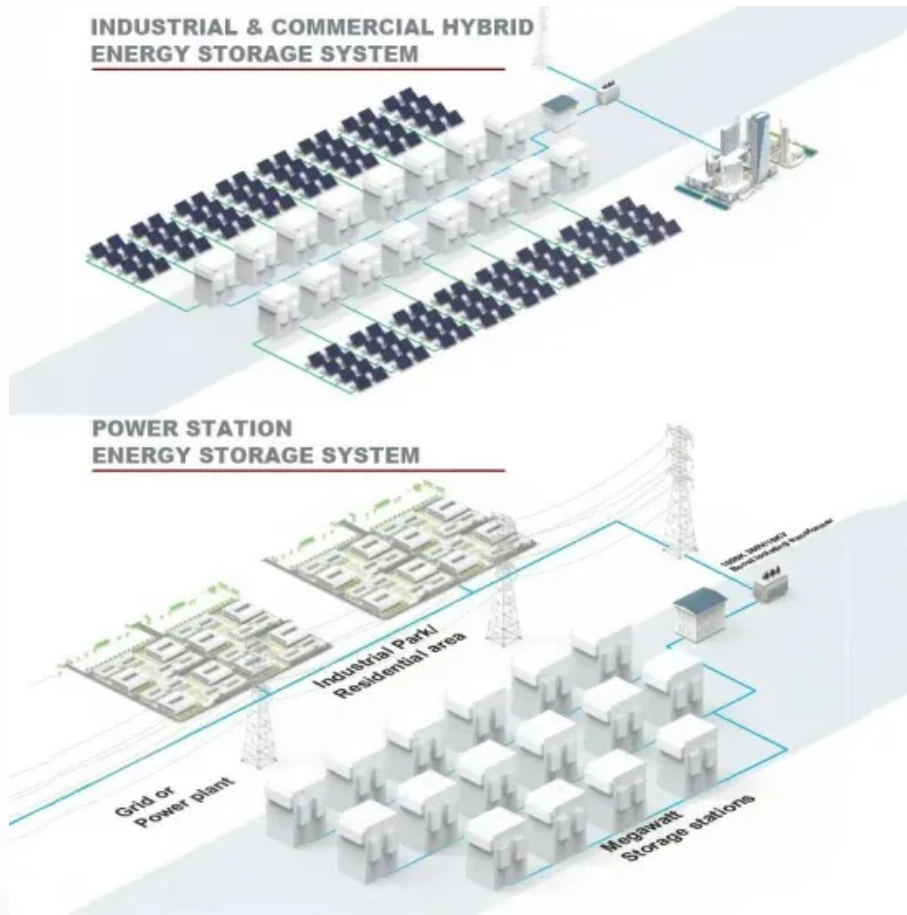 INDUSTRIAL & COMMERCIAL HYBRID
ENERGY STORAGE SYSTEM
POWER STATION
ENERGY STORAGE SYSTEM
Industrial Park/
Residential area
Grid or
Power plant
Megawatt
Storage stations